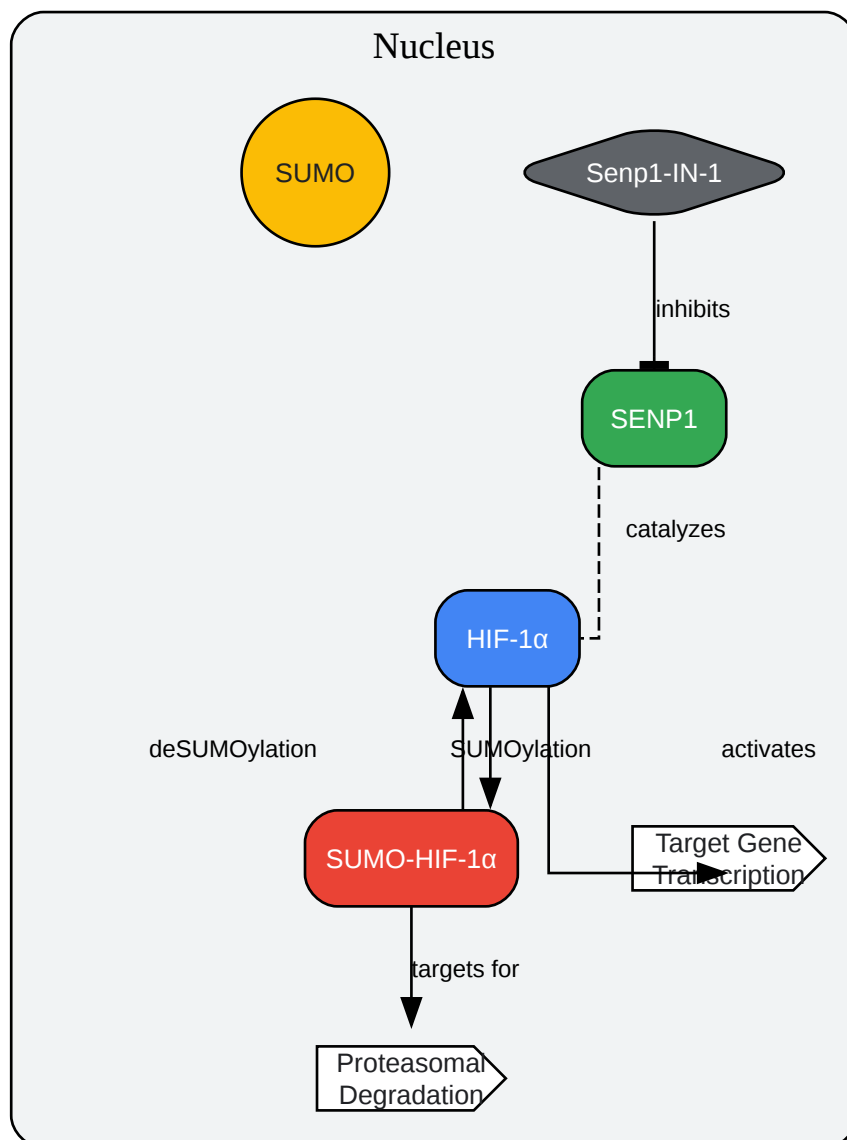 Nucleus
SUMO
Senp1-IN-1
inhibits
SENP1
catalyzes
HIF-1α
deSUMOylation
SUMOylation
activates
Target Gene
Transcription
SUMO-HIF-1α
targets for
Proteasomal
Degradation